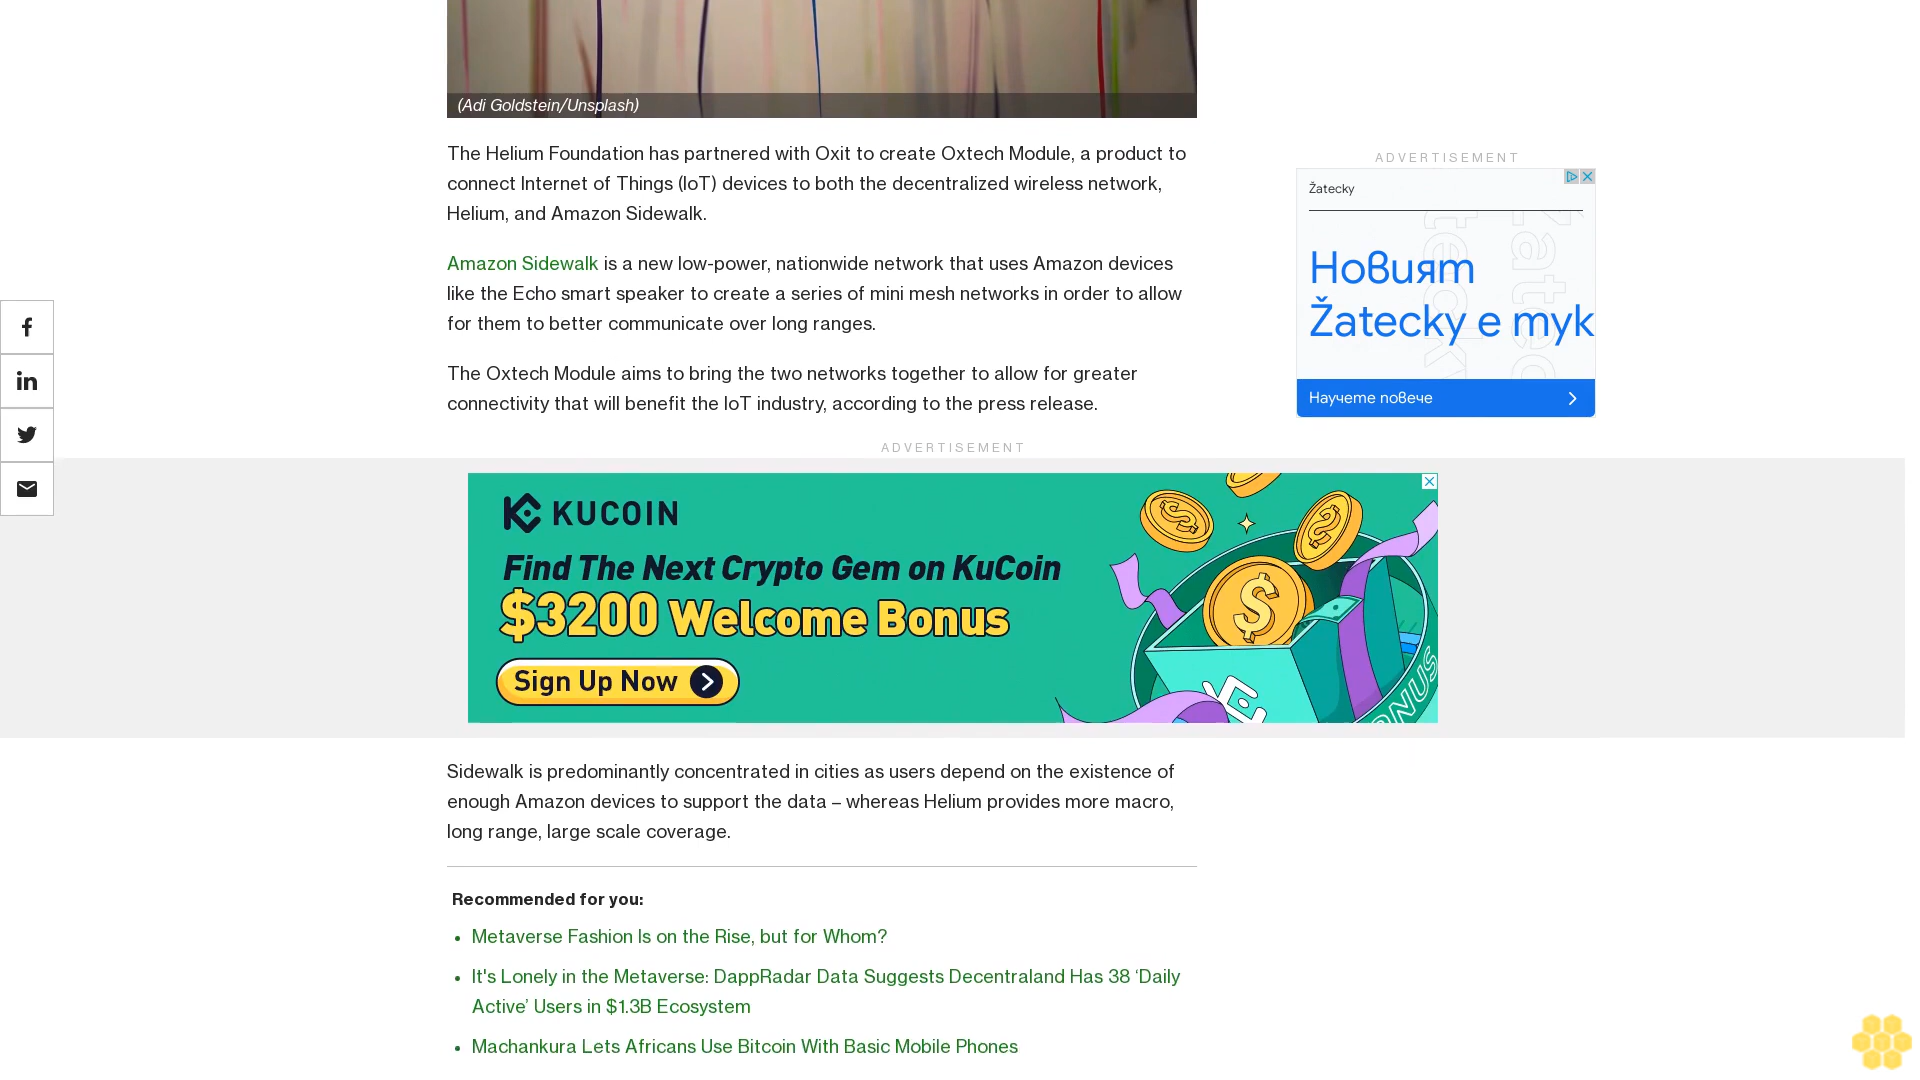 (Adi Goldstein/Unsplash)
The Helium Foundation has partnered with Oxit to create Oxtech Module, a product to
connect Internet of Things (IoT) devices to both the decentralized wireless network,
Helium, and Amazon Sidewalk.
Amazon Sidewalk is a new low-power, nationwide network that uses Amazon devices
like the Echo smart speaker to create a series of mini mesh networks in order to allow
for them to better communicate over long ranges.
The Oxtech Module aims to bring the two networks together to allow for greater
connectivity that will benefit the IoT industry, according to the press release.
ADVERTISEMENT
Žatecky
Новият
Žatecky е тук
Научете повече
ADVERTISEMENT
KUCOIN
Find The Next Crypto Gem on KuCoin
$3200 Welcome Bonus
Sign Up Now
BONUS
Sidewalk is predominantly concentrated in cities as users depend on the existence of
enough Amazon devices to support the data – whereas Helium provides more macro,
long range, large scale coverage.
Recommended for you:
• Metaverse Fashion Is on the Rise, but for Whom?
• It's Lonely in the Metaverse: DappRadar Data Suggests Decentraland Has 38 ‘Daily
Active’ Users in $1.3B Ecosystem
• Machankura Lets Africans Use Bitcoin With Basic Mobile Phones